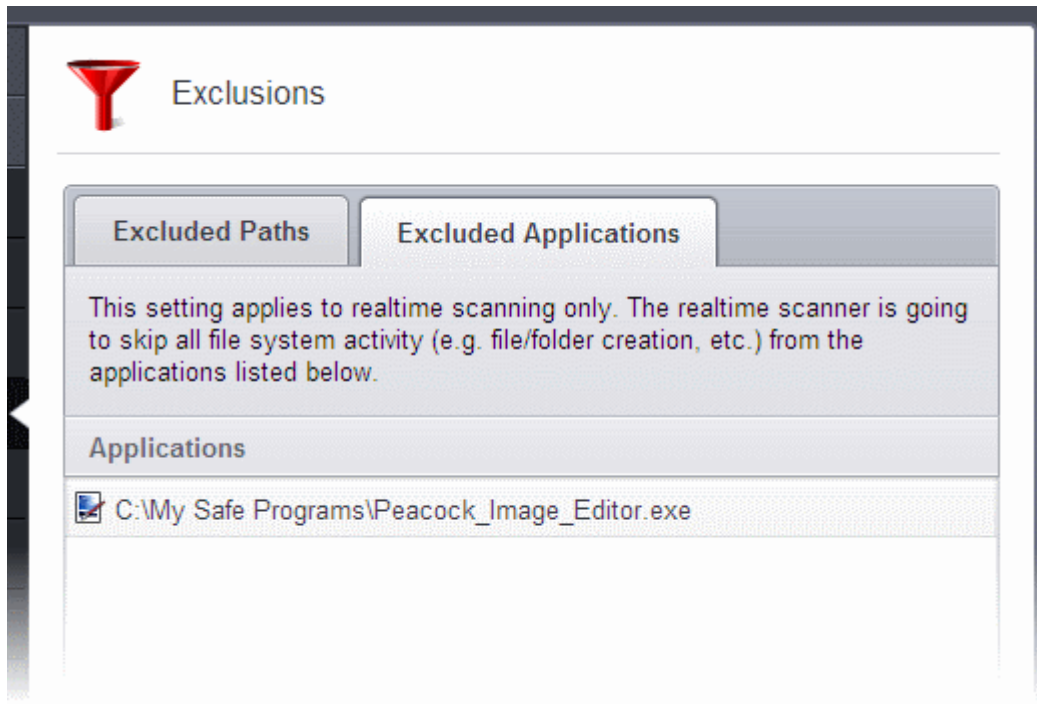 Exclusions
Excluded Paths
Excluded Applications
This setting applies to realtime scanning only. The realtime scanner is going
to skip all file system activity (e.g. file/folder creation, etc.) from the
applications listed below.
Applications
C:\My Safe Programs\Peacock_Image_Editor.exe